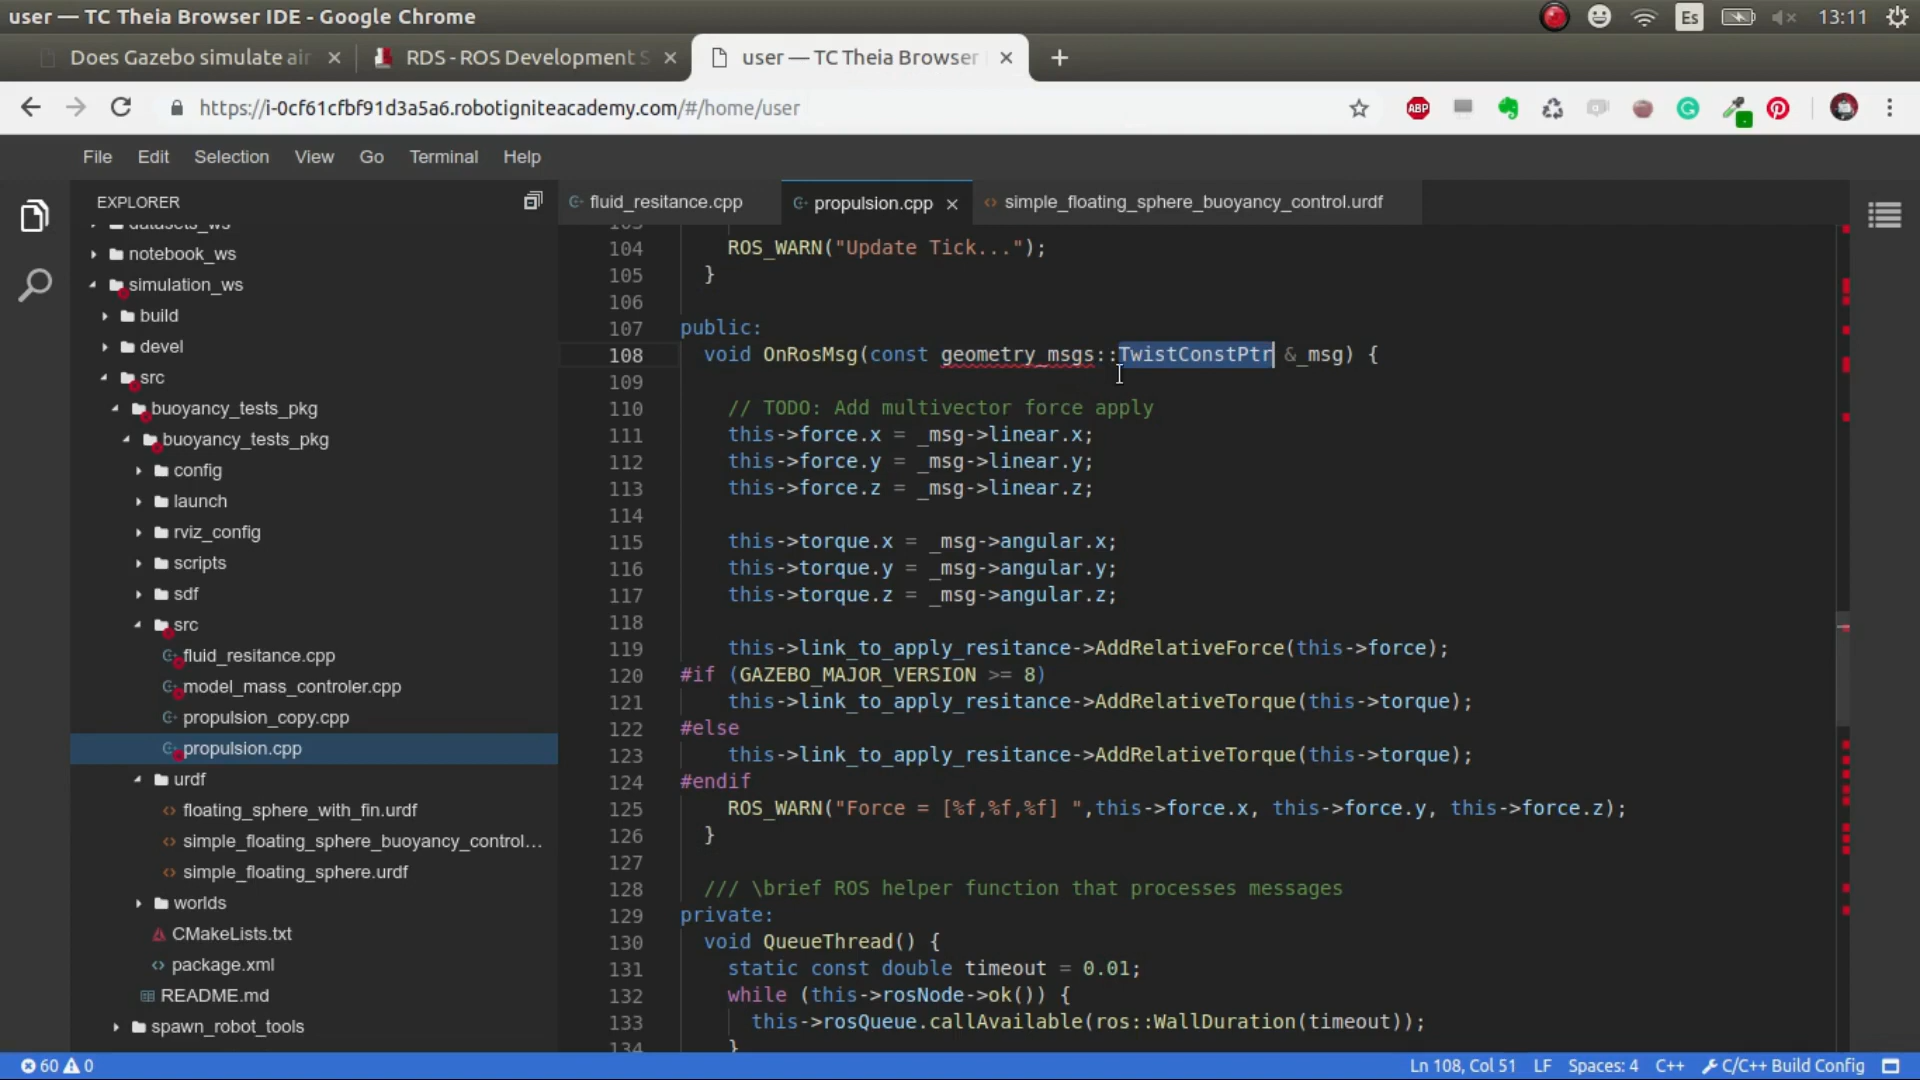 user — TC Theia Browser IDE - Google Chrome
Es
13:11
Does Gazebo simulate air
RDS - ROS Development S
user — TC Theia Browser
https://i-0cf61cfbf91d3a5a6.robotigniteacademy.com/#/home/user
ABP
File Edit Selection View Go Terminal Help
EXPLORER
datasets_ws
notebook_ws
simulation_ws
build
devel
src
buoyancy_tests_pkg
buoyancy_tests_pkg
config
launch
rviz_config
scripts
sdf
src
fluid_resitance.cpp
model_mass_controler.cpp
propulsion_copy.cpp
propulsion.cpp
urdf
floating_sphere_with_fin.urdf
simple_floating_sphere_buoyancy_control...
simple_floating_sphere.urdf
worlds
CMakeLists.txt
package.xml
README.md
spawn_robot_tools
fluid_resitance.cpp
propulsion.cpp
simple_floating_sphere_buoyancy_control.urdf
103
104 ROS_WARN("Update Tick...");
105 }
106
107 public:
108 void OnRosMsg(const geometry_msgs::TwistConstPtr &_msg) {
109
110 // TODO: Add multivector force apply
111 this->force.x = _msg->linear.x;
112 this->force.y = _msg->linear.y;
113 this->force.z = _msg->linear.z;
114
115 this->torque.x = _msg->angular.x;
116 this->torque.y = _msg->angular.y;
117 this->torque.z = _msg->angular.z;
118
119 this->link_to_apply_resitance->AddRelativeForce(this->force);
120 #if (GAZEBO_MAJOR_VERSION >= 8)
121 this->link_to_apply_resitance->AddRelativeTorque(this->torque);
122 #else
123 this->link_to_apply_resitance->AddRelativeTorque(this->torque);
124 #endif
125 ROS_WARN("Force = [%f,%f,%f] ",this->force.x, this->force.y, this->force.z);
126 }
127
128 /// \brief ROS helper function that processes messages
129 private:
130 void QueueThread() {
131 static const double timeout = 0.01;
132 while (this->rosNode->ok()) {
133 this->rosQueue.callAvailable(ros::WallDuration(timeout));
134 }
60 0
Ln 108, Col 51 LF Spaces: 4 C++ C/C++ Build Config